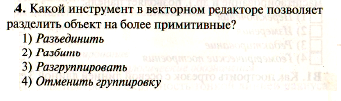 4. Какой инструмент в векторном редакторе позволяет
разделить объект на более примитивные?
1) Разъединить
2) Разбить
3) Разгруппировать
4) Отменить группировку